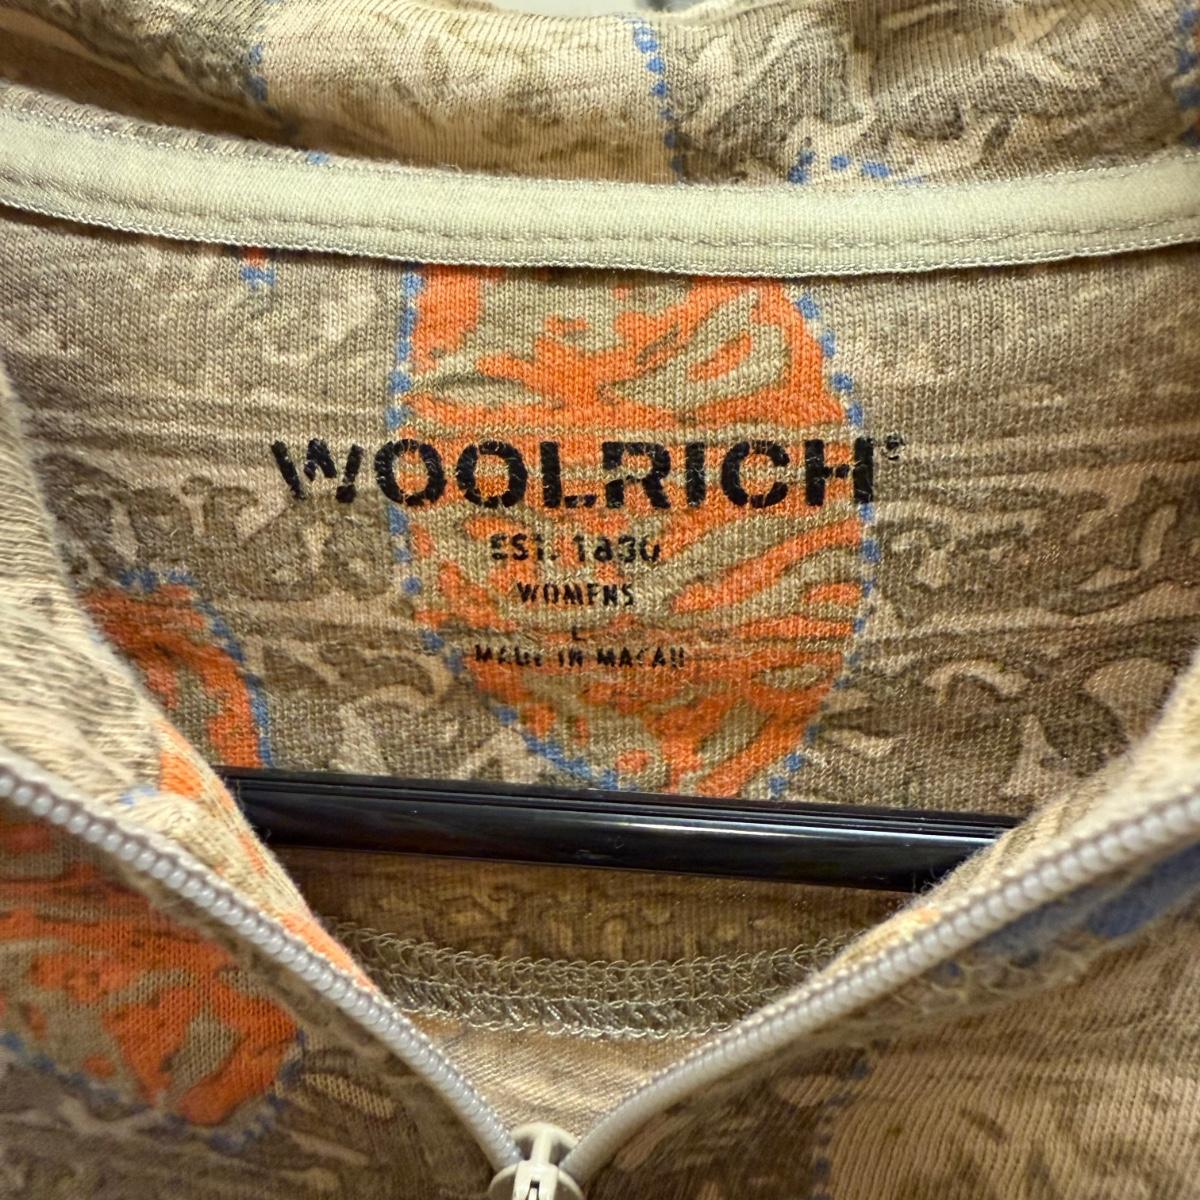 WOOLRICH®
EST. 1830
WOMENS
L
MADE IN MACAU